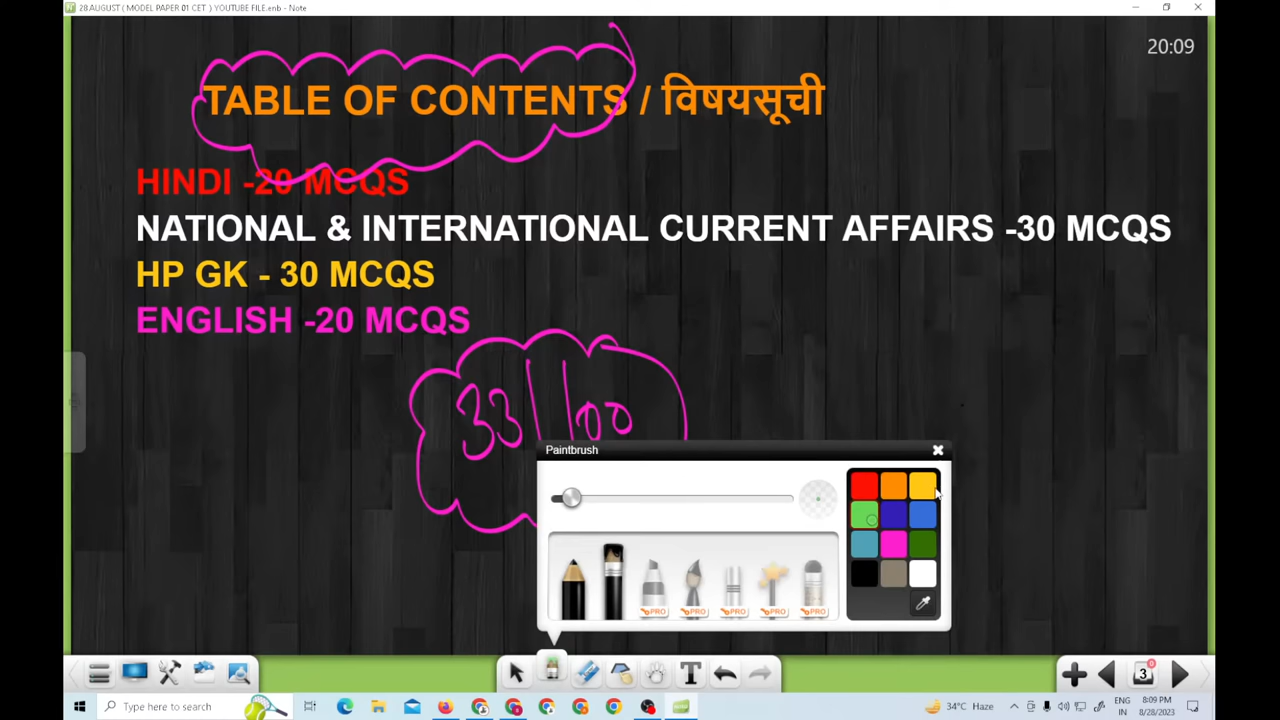 28 AUGUST ( MODEL PAPER 01 CET ) YOUTUBE FILE.enb - Note
20:09
TABLE OF CONTENTS / विषयसूची
HINDI -20 MCQS
NATIONAL & INTERNATIONAL CURRENT AFFAIRS -30 MCQS
HP GK - 30 MCQS
ENGLISH -20 MCQS
33 100
Paintbrush
PRO PRO PRO PRO PRO
T
3
0
Type here to search
34°C Haze
ENG
IN
8:09 PM
8/28/2023